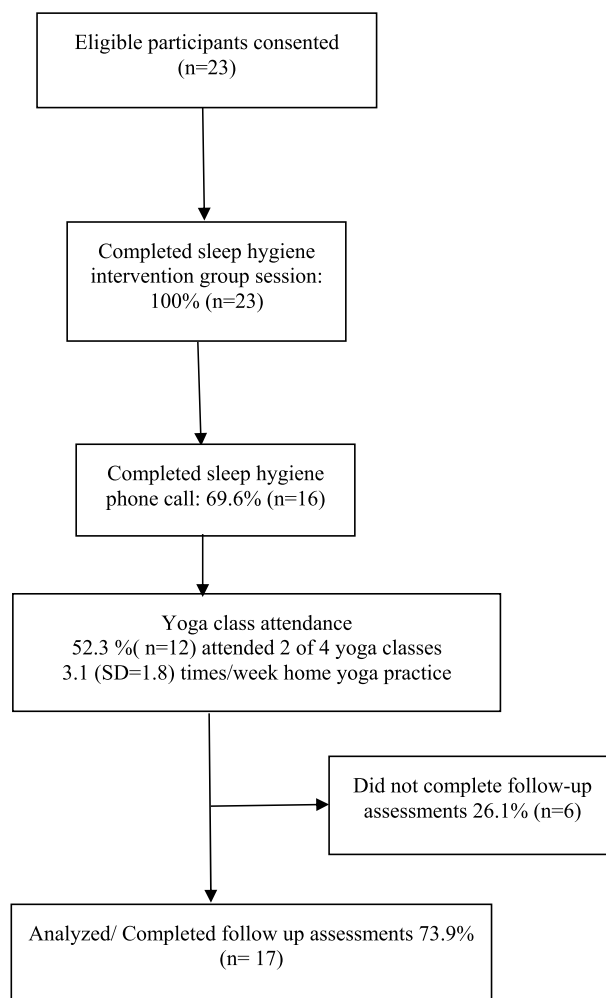 Eligible participants consented
(n=23)
Completed sleep hygiene
intervention group session:
100% (n=23)
Completed sleep hygiene
phone call: 69.6% (n=16)
Yoga class attendance
52.3 %( n=12) attended 2 of 4 yoga classes
3.1 (SD=1.8) times/week home yoga practice
Did not complete follow-up
assessments 26.1% (n=6)
Analyzed/ Completed follow up assessments 73.9%
(n= 17)